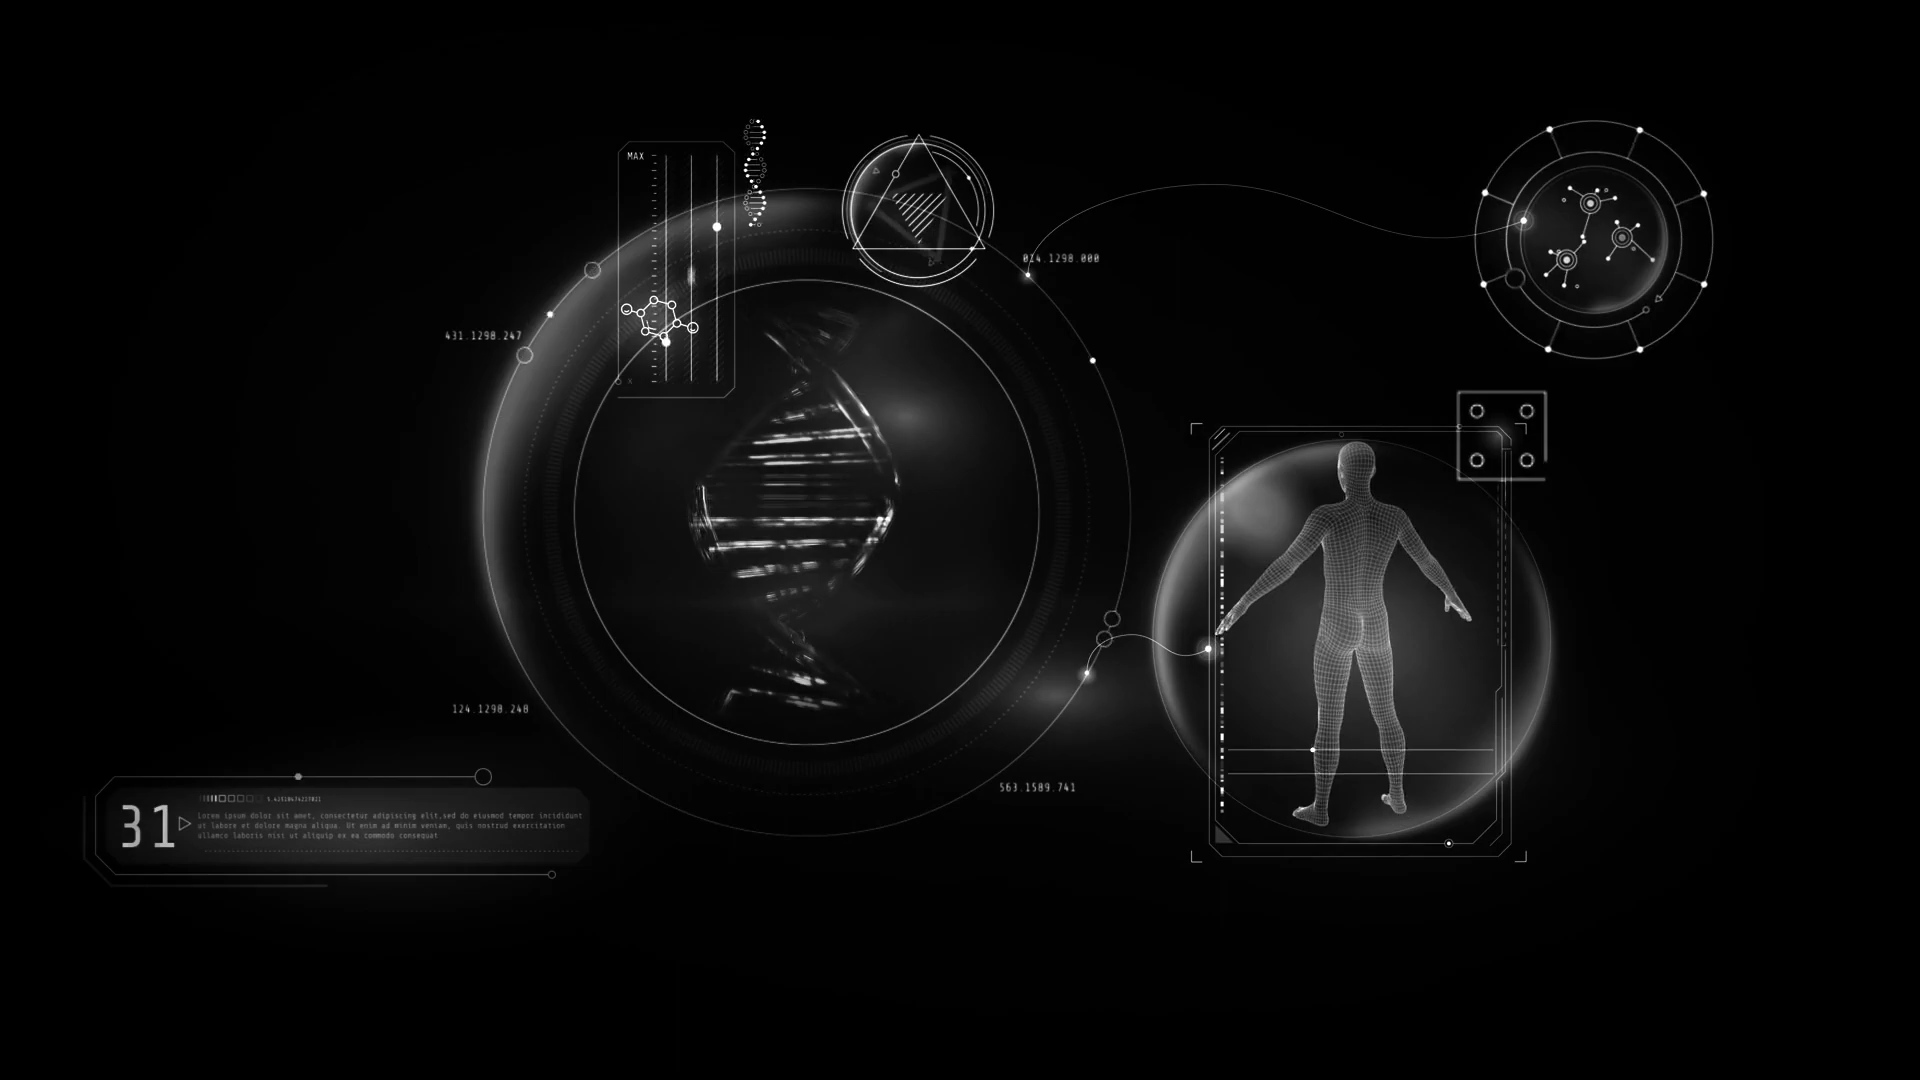 MAX
014.1298.000
431.1298.247
X
124.1298.248
563.1589.741
31
Lorem ipsum dolor sit amet, consectetur adipiscing elit,sed do eiusmod tempor incididunt
ut labore et dolore magna aliqua. Ut enim ad minim veniam, quis nostrud exercitation
ullamco laboris nisi ut aliquip ex ea commodo consequat